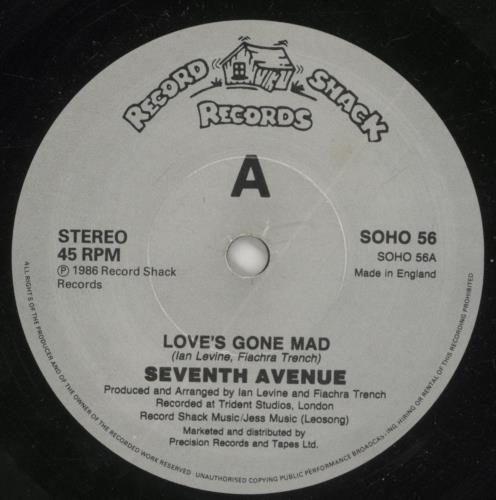 RECORD SHACK
RECORDS
A
STEREO
45 RPM
℗ 1986 Record Shack
Records
SOHO 56
SOHO 56A
Made in England
LOVE'S GONE MAD
(Ian Levine, Fiachra Trench)
SEVENTH AVENUE
Produced and Arranged by Ian Levine and Fiachra Trench
Recorded at Trident Studios, London
Record Shack Music/Jess Music (Leosong)
Marketed and distributed by
Precision Records and Tapes Ltd.
ALL RIGHTS OF THE PRODUCER AND OF THE OWNER OF THE RECORDED WORK RESERVED · UNAUTHORISED COPYING PUBLIC PERFORMANCE BROADCASTING, HIRING OR RENTAL OF THIS RECORDING PROHIBITED